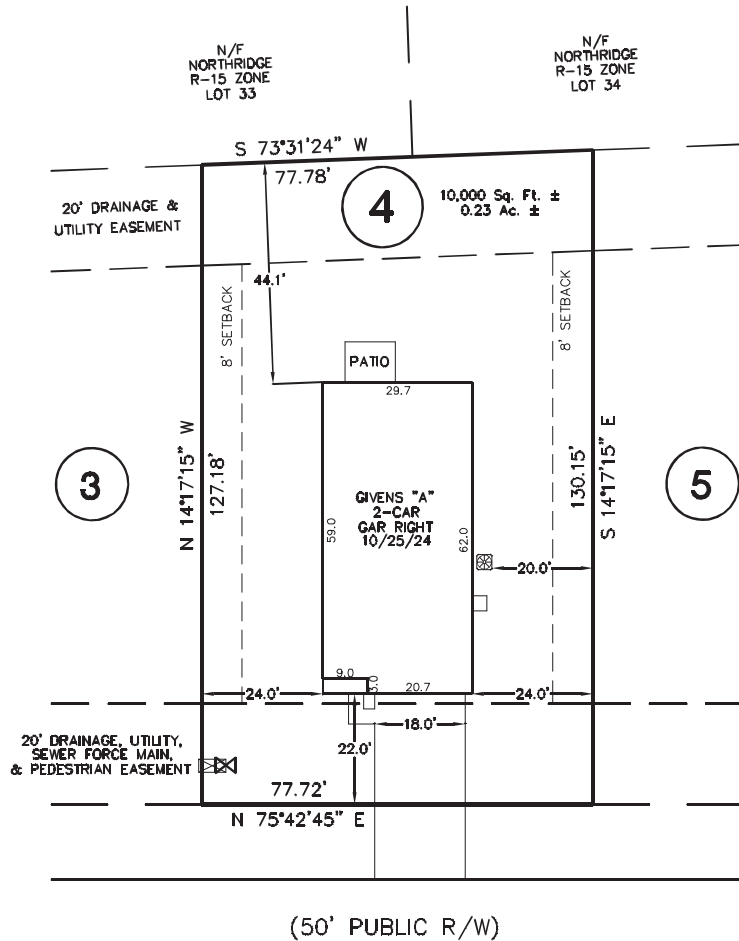 N/F
NORTHRIDGE
R-15 ZONE
LOT 33
N/F
NORTHRIDGE
R-15 ZONE
LOT 34
S 73°31'24" W
77.78'
4
10,000 Sq. Ft. ±
0.23 Ac. ±
20' DRAINAGE &
UTILITY EASEMENT
44.1'
8' SETBACK
8' SETBACK
PATIO
29.7
3
N 14°17'15" W
127.18'
59.0
GIVENS "A"
2-CAR
GAR RIGHT
10/25/24
62.0
130.15'
S 14°17'15" E
5
20.0'
9.0
3.0
20.7
24.0'
24.0'
18.0'
22.0'
20' DRAINAGE, UTILITY,
SEWER FORCE MAIN,
& PEDESTRIAN EASEMENT
77.72'
N 75°42'45" E
(50' PUBLIC R/W)